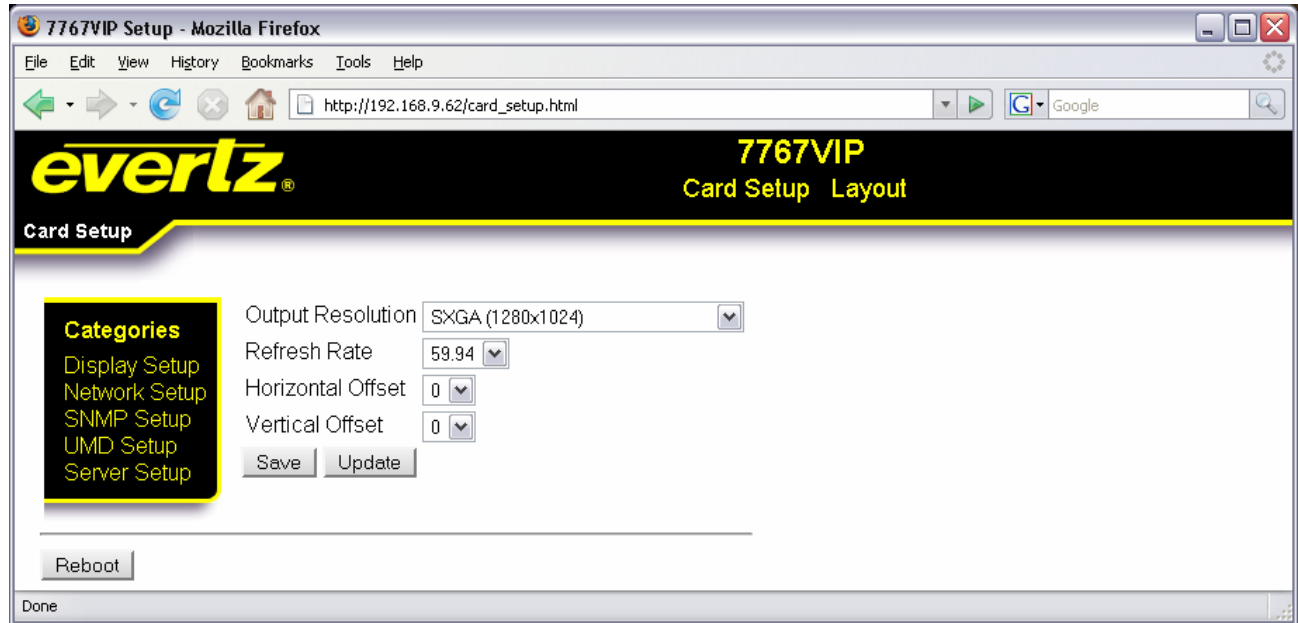 7767VIP Setup - Mozilla Firefox
File Edit View History Bookmarks Tools Help
http://192.168.9.62/card_setup.html
G Google
evertz®
7767VIP
Card Setup Layout
Card Setup
Categories
Display Setup
Network Setup
SNMP Setup
UMD Setup
Server Setup
Output Resolution SXGA (1280x1024)
Refresh Rate 59.94
Horizontal Offset 0
Vertical Offset 0
Save Update
Reboot
Done